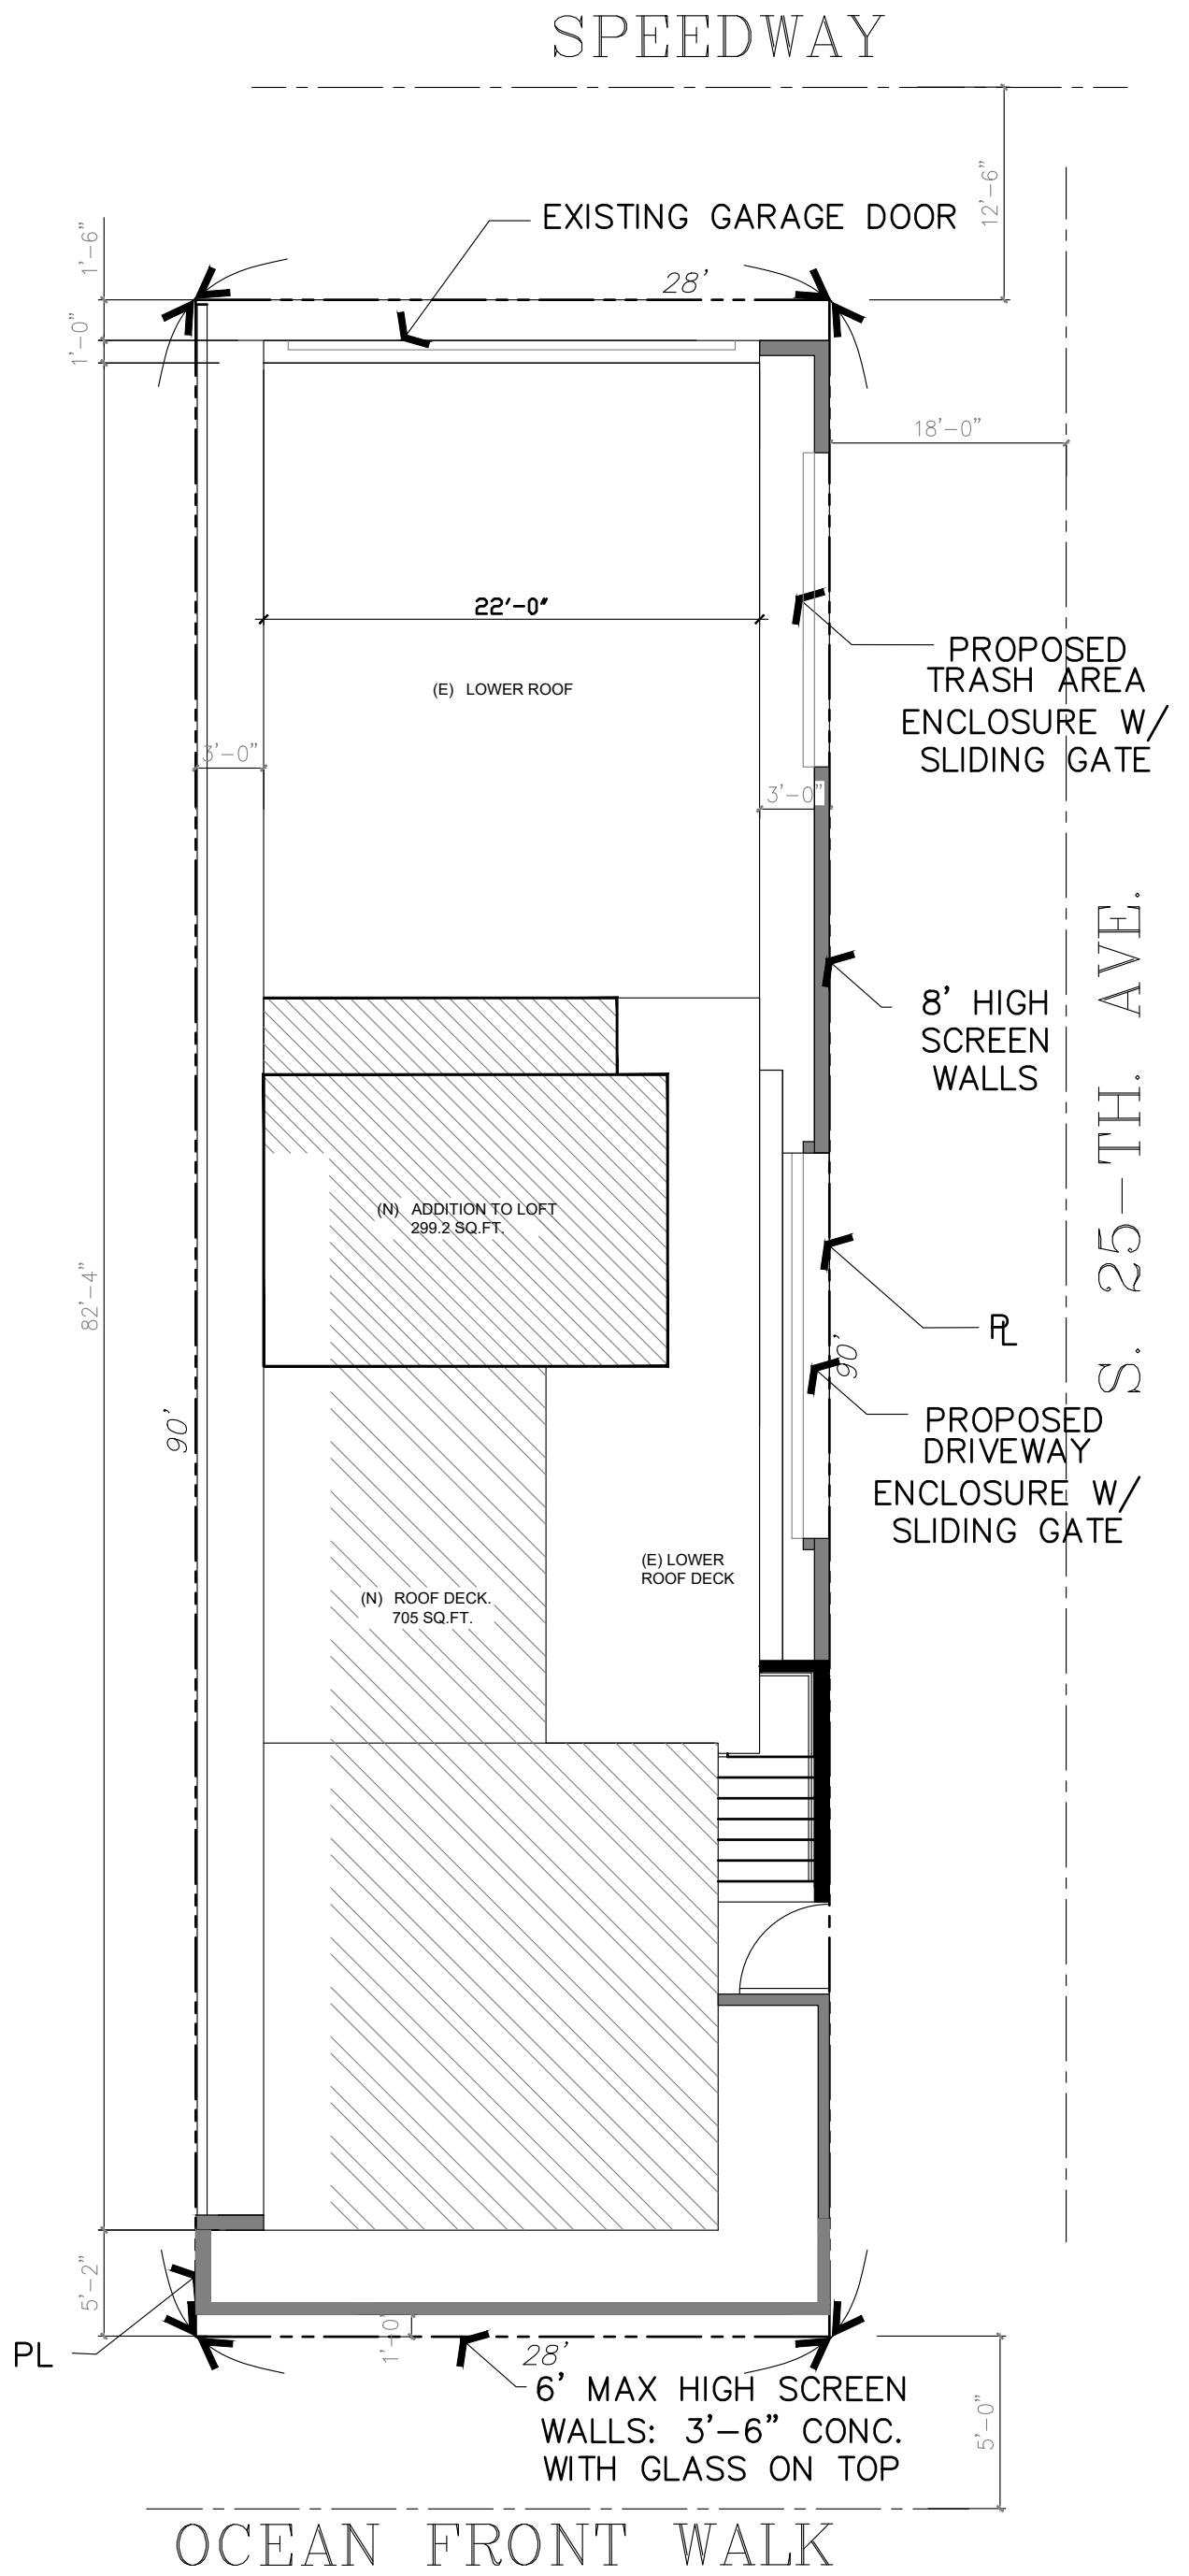 SPEEDWAY
12'-6"
EXISTING GARAGE DOOR
1'-6"
28'
1'-0"
18'-0"
22'-0"
PROPOSED
TRASH AREA
ENCLOSURE W/
SLIDING GATE
(E) LOWER ROOF
3'-0"
3'-0"
8' HIGH
SCREEN
WALLS
S. 25-TH. AVE.
(N) ADDITION TO LOFT
299.2 SQ.FT.
82'-4"
PL
90'
90'
PROPOSED
DRIVEWAY
ENCLOSURE W/
SLIDING GATE
(E) LOWER
ROOF DECK
(N) ROOF DECK.
705 SQ.FT.
5'-2"
1'-0"
PL
28'
6' MAX HIGH SCREEN
WALLS: 3'-6" CONC.
WITH GLASS ON TOP
5'-0"
OCEAN FRONT WALK